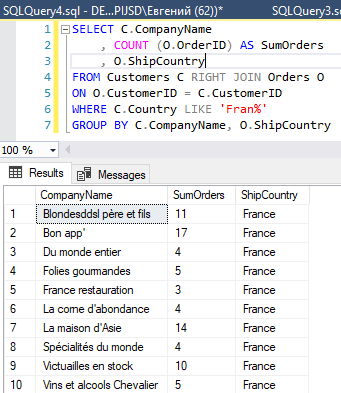 SQLQuery4.sql - DE...PIJSD\Евгений (62))* SQLQuery3.s
1 SELECT C.CompanyName
2 , COUNT (O.OrderID) AS SumOrders
3 , O.ShipCountry
4 FROM Customers C RIGHT JOIN Orders O
5 ON O.CustomerID = C.CustomerID
6 WHERE C.Country LIKE 'Fran%'
7 GROUP BY C.CompanyName, O.ShipCountry
100 %
Results Messages
CompanyName SumOrders ShipCountry
1 Blondesddsl père et fils 11 France
2 Bon app' 17 France
3 Du monde entier 4 France
4 Folies gourmandes 5 France
5 France restauration 3 France
6 La corne d'abondance 4 France
7 La maison d'Asie 14 France
8 Spécialités du monde 4 France
9 Victuailles en stock 10 France
10 Vins et alcools Chevalier 5 France